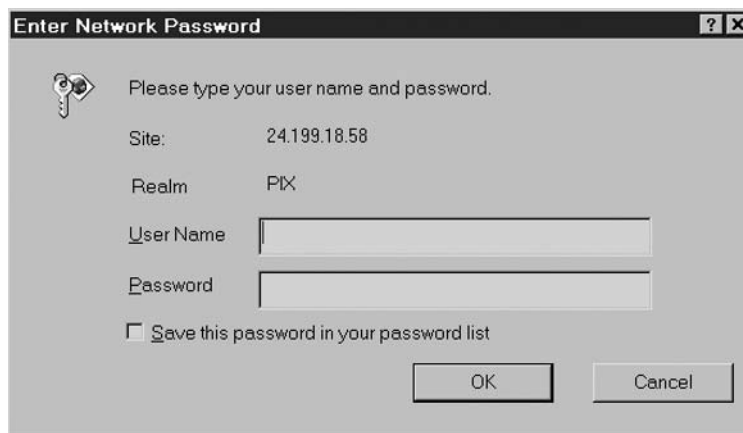 Enter Network Password
Please type your user name and password.
Site: 24.199.18.58
Realm PIX
User Name
Password
Save this password in your password list
OK Cancel